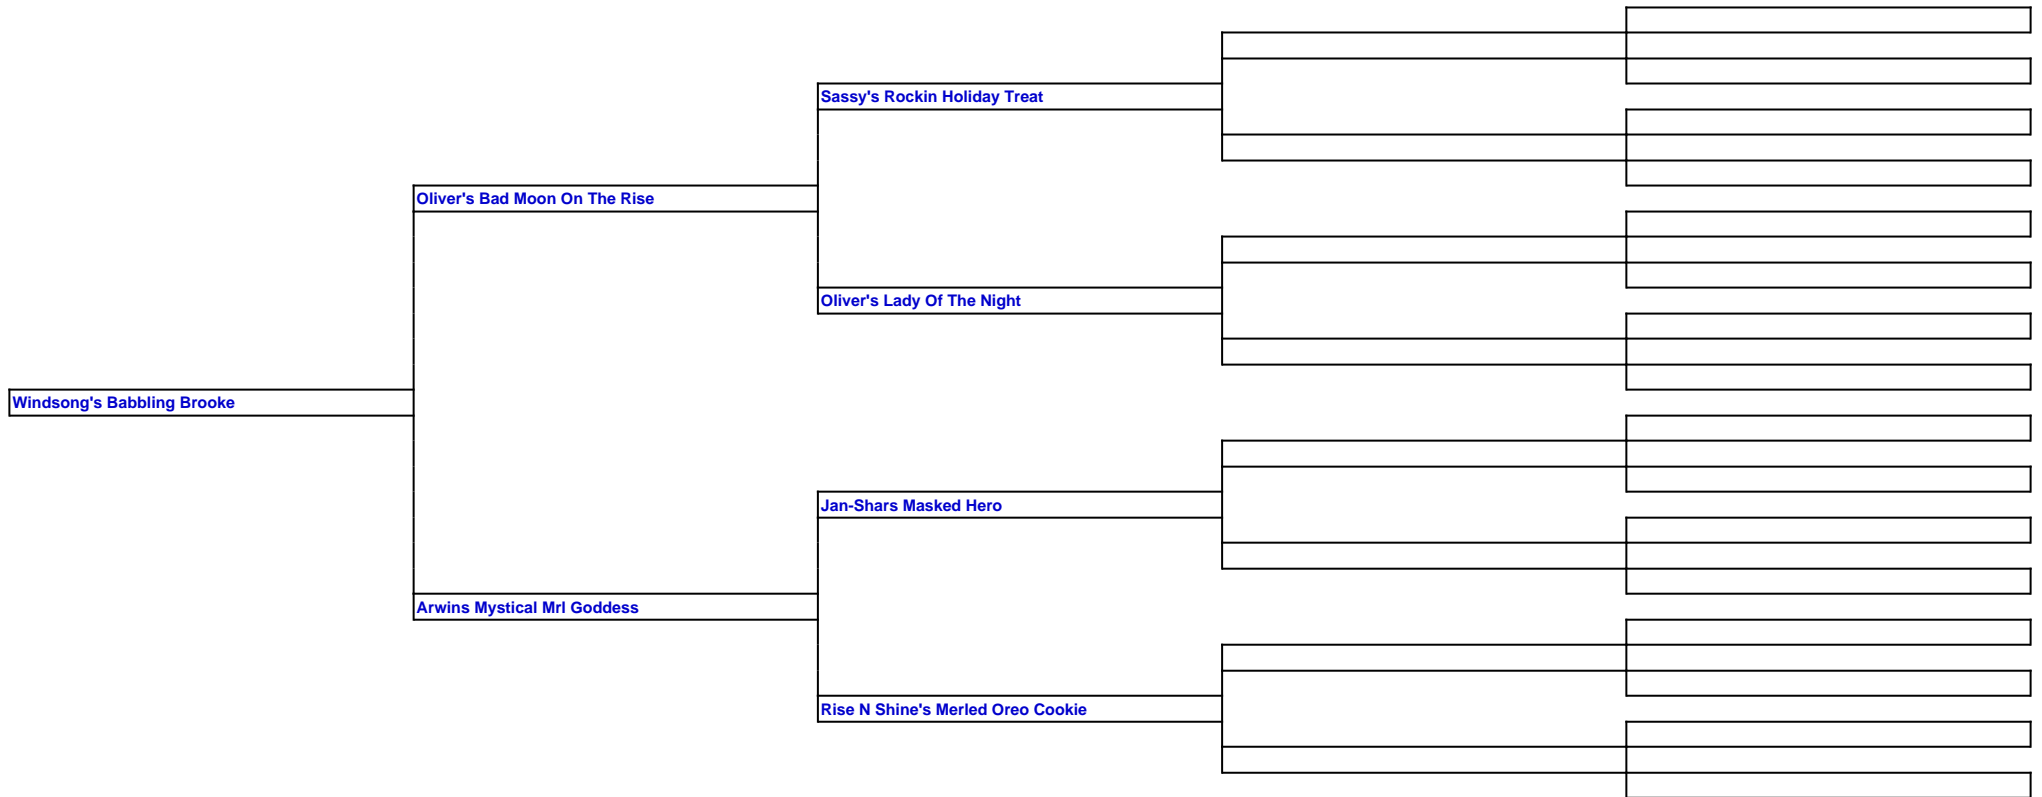 Sassy's Rockin Holiday Treat
Oliver's Bad Moon On The Rise
Oliver's Lady Of The Night
Windsong's Babbling Brooke
Jan-Shars Masked Hero
Arwins Mystical Mrl Goddess
Rise N Shine's Merled Oreo Cookie